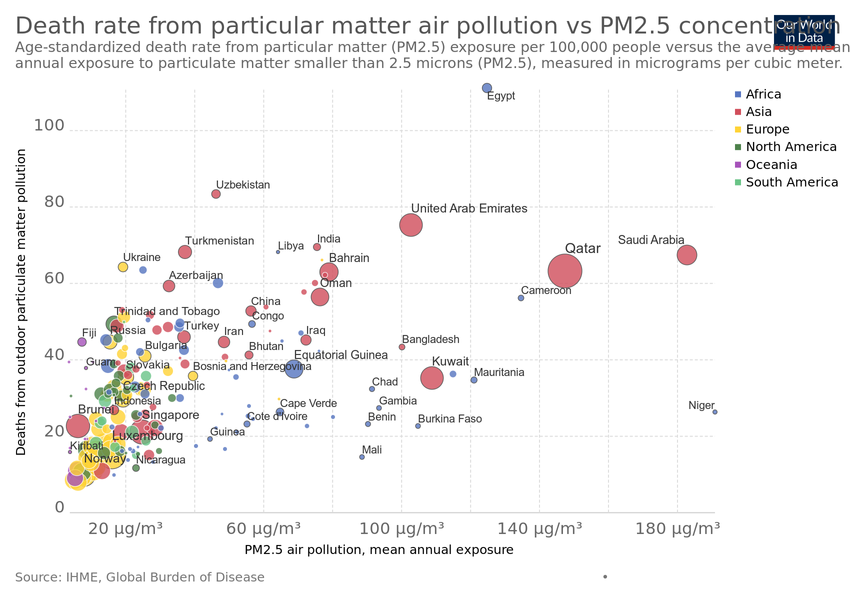 Death rate from particular matter air pollution vs PM2.5 concentration
Our World
in Data
Age-standardized death rate from particular matter (PM2.5) exposure per 100,000 people versus the average mean
annual exposure to particulate matter smaller than 2.5 microns (PM2.5), measured in micrograms per cubic meter.
Egypt
Africa
Asia
Europe
North America
Oceania
South America
Deaths from outdoor particulate matter pollution
100
80
60
40
20
0
Uzbekistan
United Arab Emirates
Turkmenistan
Libya
India
Qatar
Saudi Arabia
Ukraine
Bahrain
Azerbaijan
Oman
Cameroon
China
Trinidad and Tobago
Congo
Fiji
Russia
Turkey
Iran
Iraq
Bulgaria
Bhutan
Bangladesh
Equatorial Guinea
Guam
Slovakia
Bosnia and Herzegovina
Kuwait
Mauritania
Czech Republic
Chad
Indonesia
Cape Verde
Gambia
Niger
Brunei
Singapore
Cote d'Ivoire
Benin
Burkina Faso
Luxembourg
Guinea
Kiribati
Mali
Norway
Nicaragua
20 µg/m³
60 µg/m³
100 µg/m³
140 µg/m³
180 µg/m³
PM2.5 air pollution, mean annual exposure
Source: IHME, Global Burden of Disease